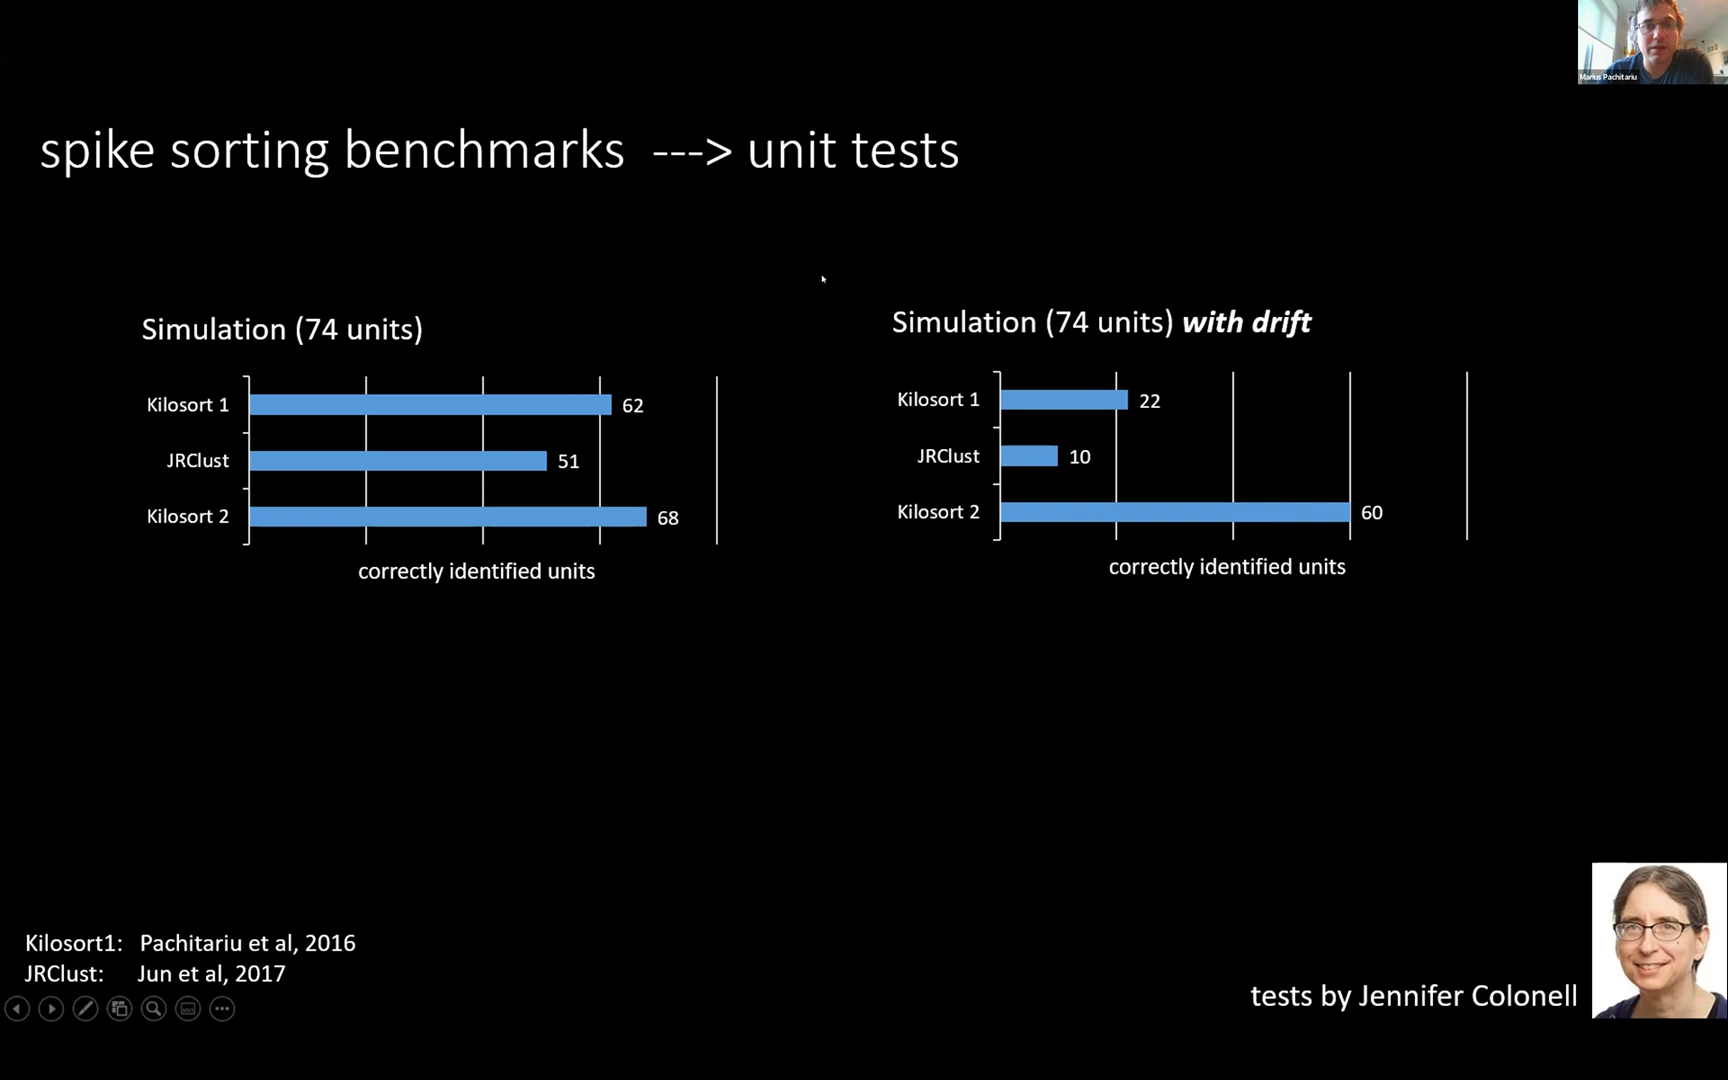 Marius Pachitariu
spike sorting benchmarks ---> unit tests
Simulation (74 units)
Kilosort 1
62
JRClust
51
Kilosort 2
68
correctly identified units
Simulation (74 units) with drift
Kilosort 1
22
JRClust
10
Kilosort 2
60
correctly identified units
Kilosort1: Pachitariu et al, 2016
JRClust: Jun et al, 2017
tests by Jennifer Colonell